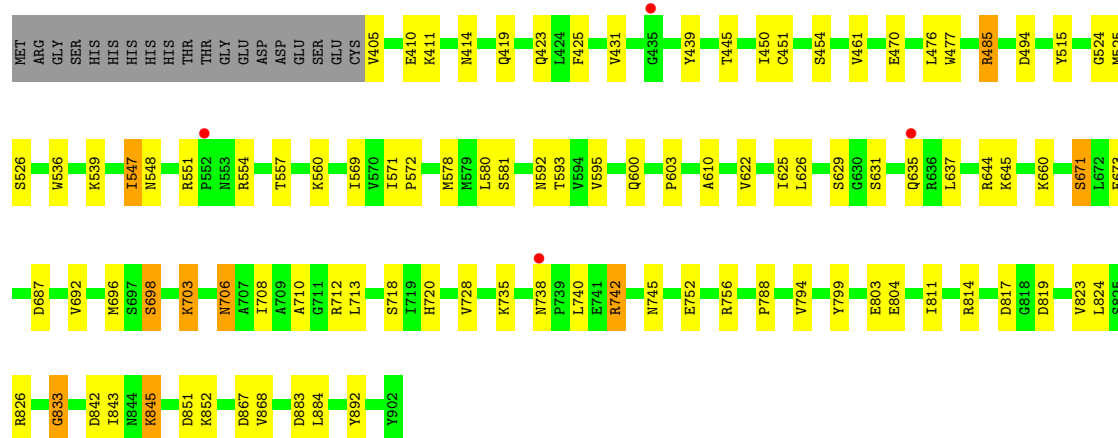 MET ARG GLY SER HIS HIS HIS HIS HIS HIS THR THR GLY GLU ASP ASP ASP GLU SER GLU CYS V405 E410 K411 N414 Q419 Q423 L424 F425 V431 G435 Y439 T445 I450 C451 S454 V461 E470 L476 W477 R485 D494 Y515 G524 M525
S526 W536 K539 I547 N548 R551 P552 N553 R554 T557 K560 I569 V570 I571 P572 M578 M579 L580 S581 N592 T593 V594 V595 Q600 P603 A610 V622 I625 L626 S629 G630 S631 Q635 R636 L637 R644 K645 K660 S671 L672
D687 V692 M696 S697 S698 K703 N706 A707 I708 A709 A710 G711 R712 L713 S718 I719 H720 V728 K735 N738 P739 L740 E741 R742 N745 E752 R756 P788 V794 Y799 E803 E804 I811 R814 D817 G818 D819 V823 L824
R826 G833 D842 I843 N844 K845 D851 K852 D867 V868 D883 L884 Y892 Y902